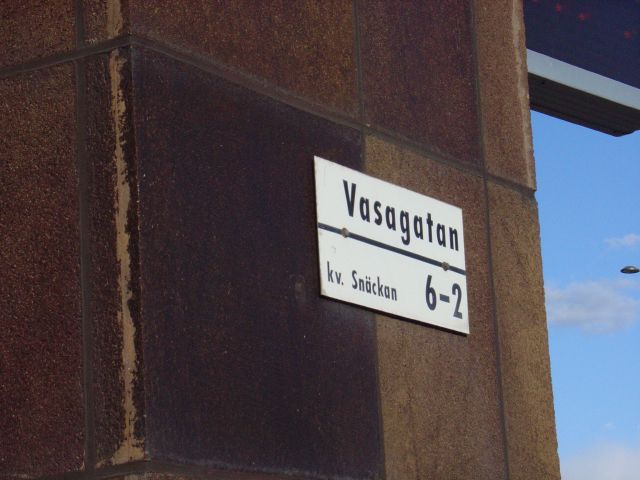 Vasagatan
kv. Snäckan 6-2